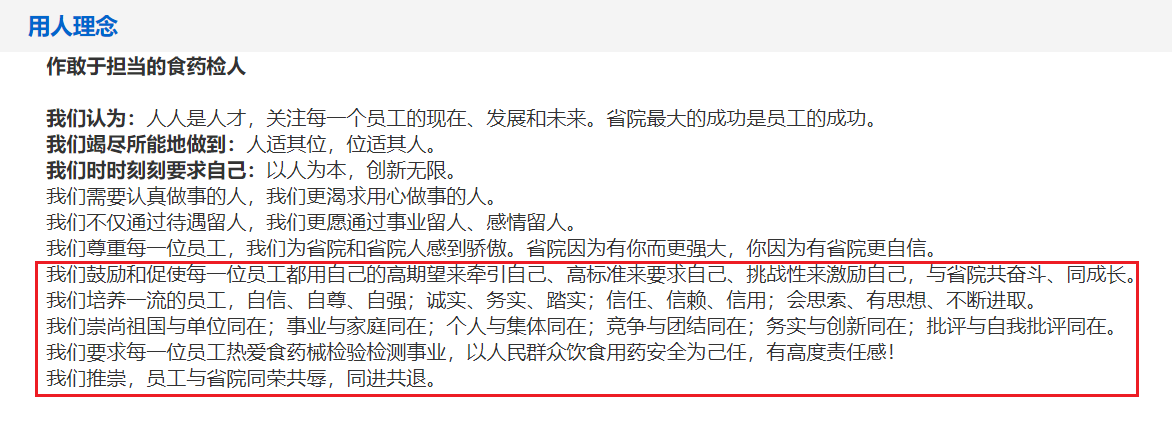 用人理念
作敢于担当的食药检人
我们认为：人人是人才，关注每一个员工的现在、发展和未来。省院最大的成功是员工的成功。
我们竭尽所能地做到：人适其位，位适其人。
我们时时刻刻要求自己：以人为本，创新无限。
我们需要认真做事的人，我们更渴求用心做事的人。
我们不仅通过待遇留人，我们更愿通过事业留人、感情留人。
我们尊重每一位员工，我们为省院和省院人感到骄傲。省院因为有你而更强大，你因为有省院更自信。
我们鼓励和促使每一位员工都用自己的高期望来牵引自己、高标准来要求自己、挑战性来激励自己，与省院共奋斗、同成长。
我们培养一流的员工，自信、自尊、自强；诚实、务实、踏实；信任、信赖、信用；会思索、有思想、不断进取。
我们崇尚祖国与单位同在；事业与家庭同在；个人与集体同在；竞争与团结同在；务实与创新同在；批评与自我批评同在。
我们要求每一位员工热爱食药械检验检测事业，以人民群众饮食用药安全为己任，有高度责任感！
我们推崇，员工与省院同荣共辱，同进共退。